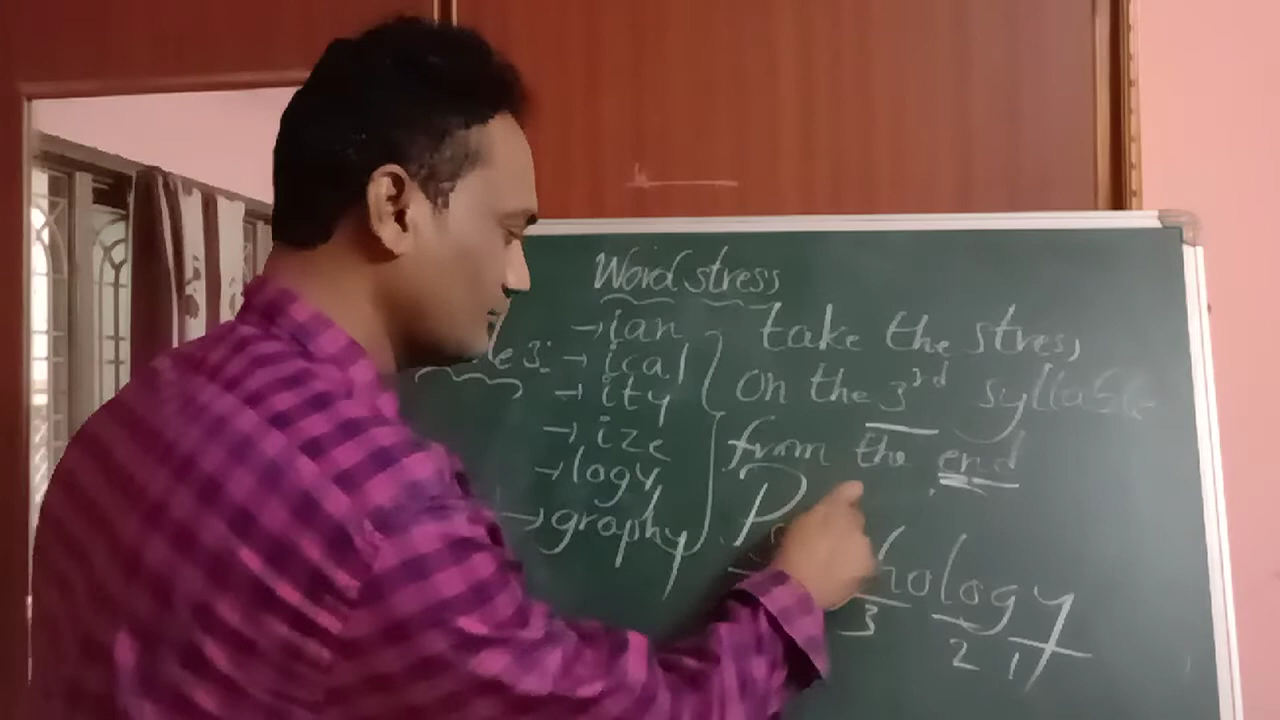 Word stress
→ ian
3: → ical
→ ity
→ ize
→ logy
→ graphy
take the stress
on the 3rd syllable
from the end
hology
3 2 1